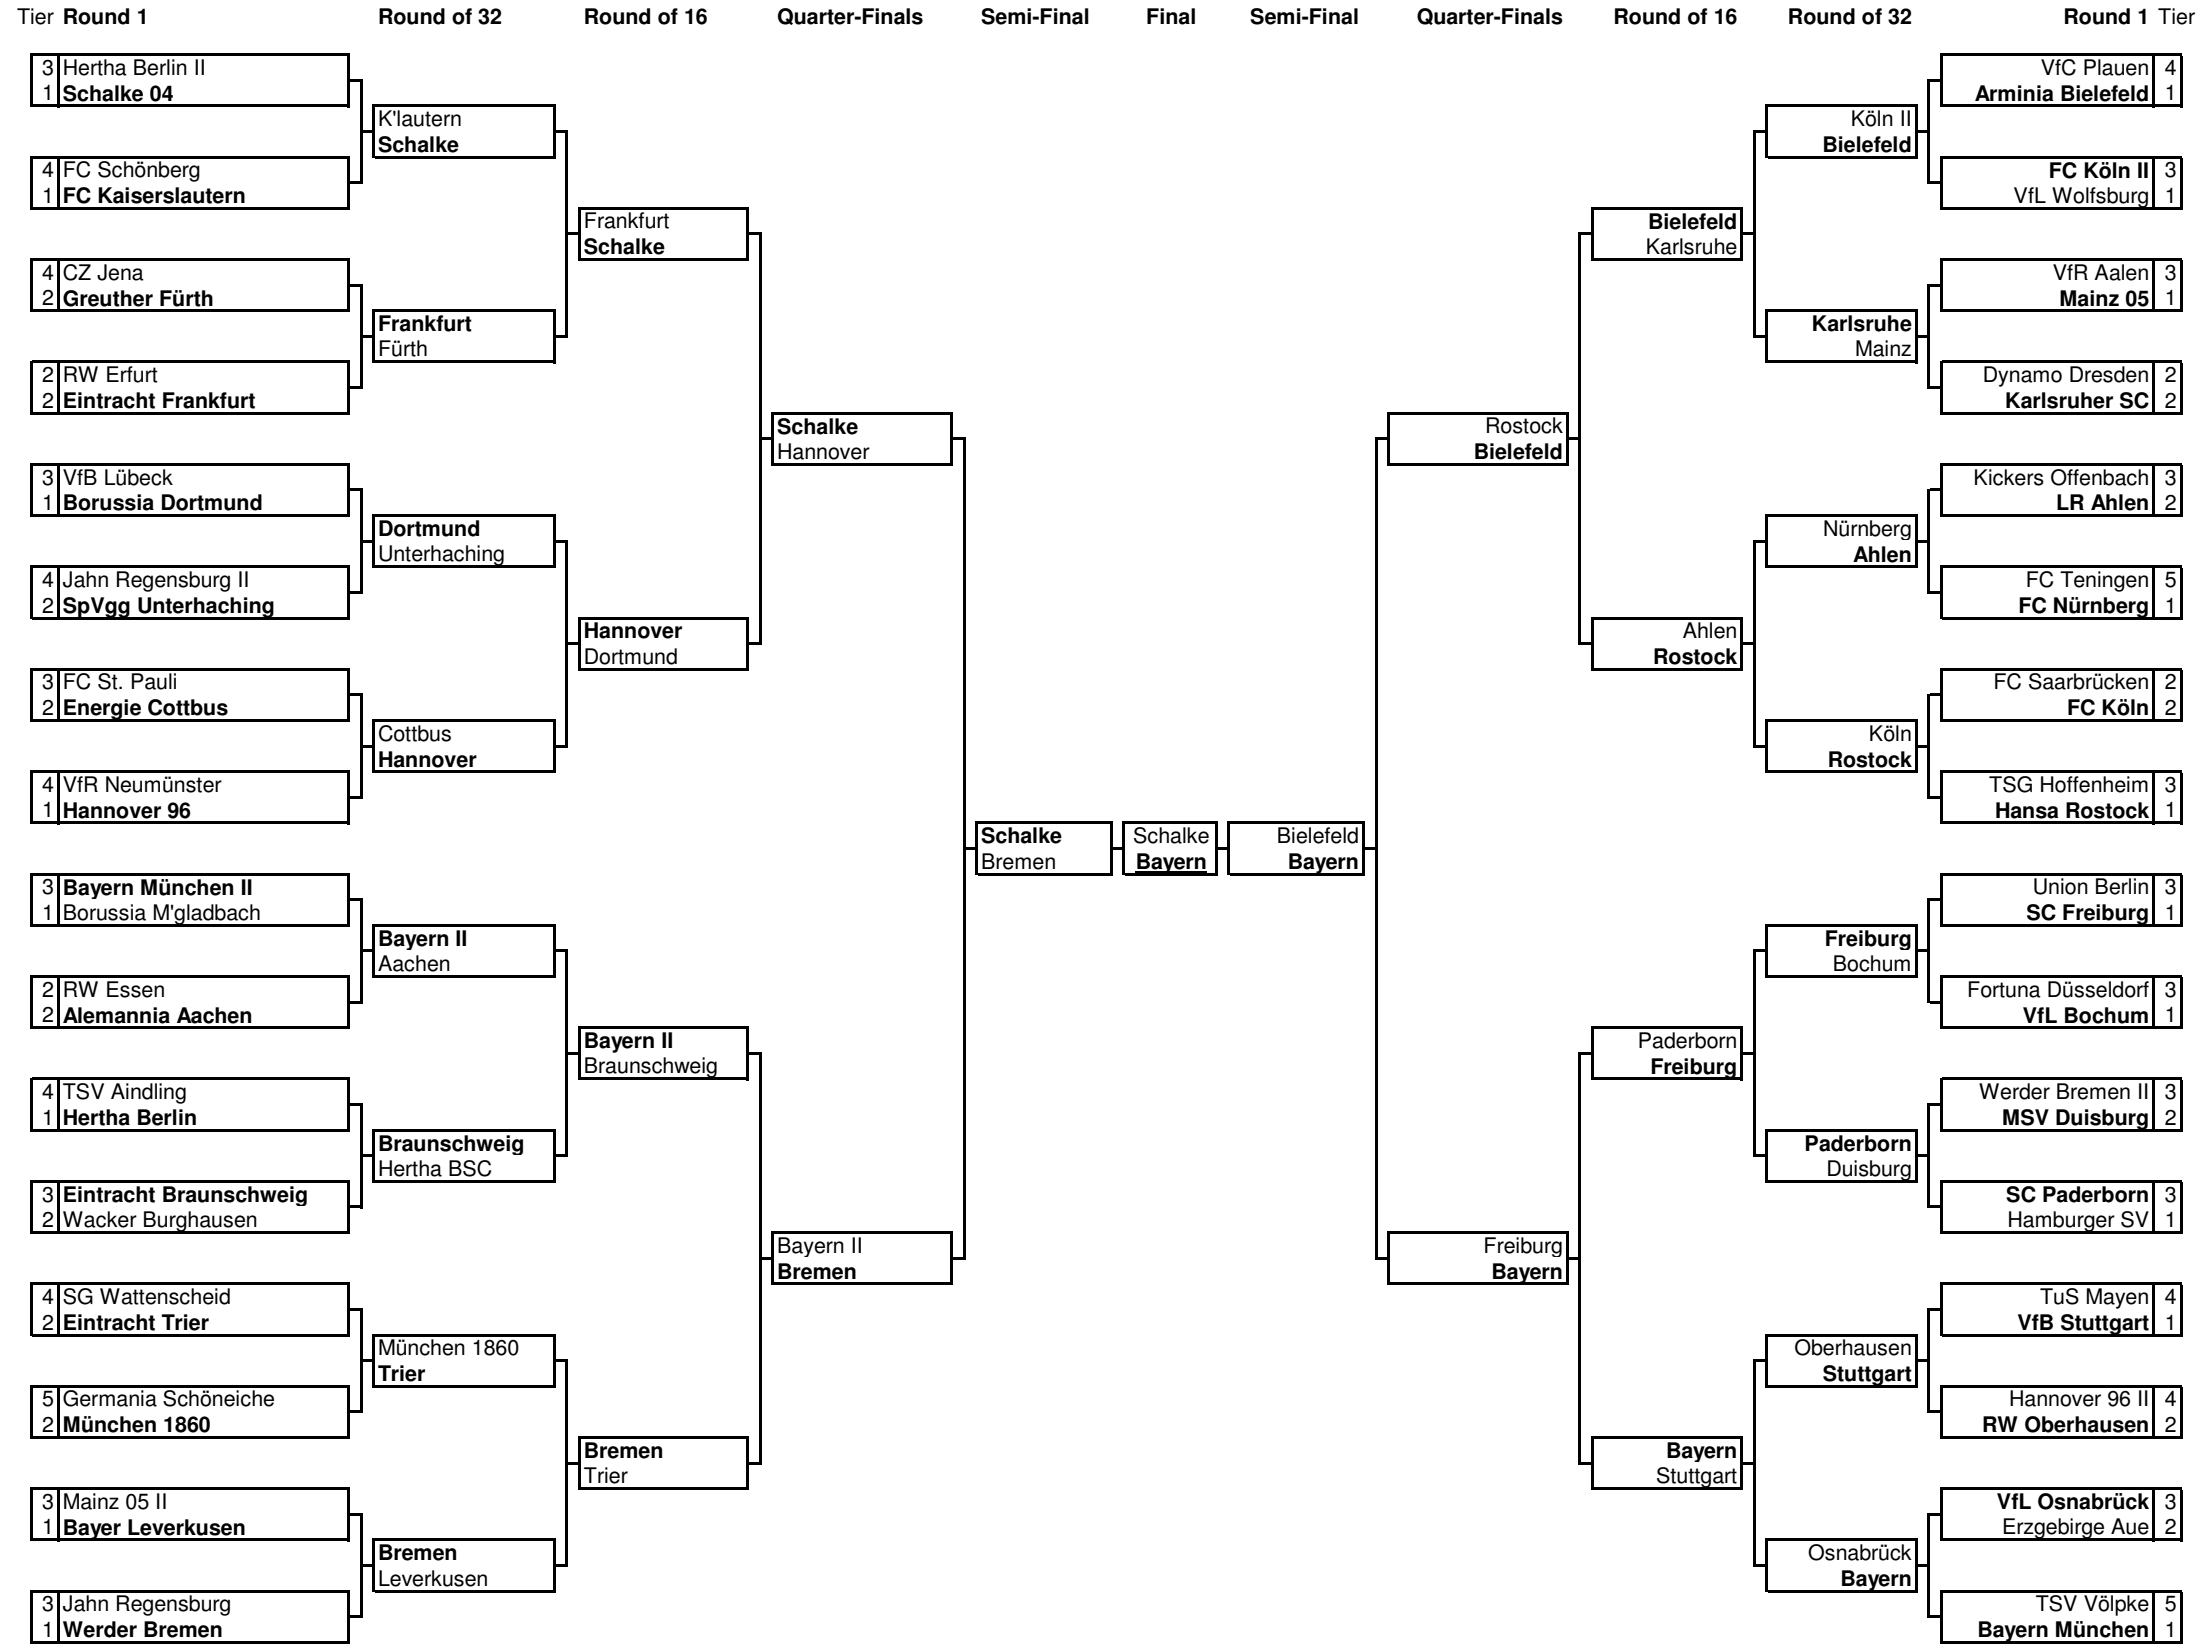 Tier Round 1 Round of 32 Round of 16 Quarter-Finals Semi-Final Final Semi-Final Quarter-Finals Round of 16 Round of 32 Round 1 Tier
3 Hertha Berlin II
1 Schalke 04
4 FC Schönberg
1 FC Kaiserslautern
4 CZ Jena
2 Greuther Fürth
2 RW Erfurt
2 Eintracht Frankfurt
3 VfB Lübeck
1 Borussia Dortmund
4 Jahn Regensburg II
2 SpVgg Unterhaching
3 FC St. Pauli
2 Energie Cottbus
4 VfR Neumünster
1 Hannover 96
3 Bayern München II
1 Borussia M'gladbach
2 RW Essen
2 Alemannia Aachen
4 TSV Aindling
1 Hertha Berlin
3 Eintracht Braunschweig
2 Wacker Burghausen
4 SG Wattenscheid
2 Eintracht Trier
5 Germania Schöneiche
2 München 1860
3 Mainz 05 II
1 Bayer Leverkusen
3 Jahn Regensburg
1 Werder Bremen
K'lautern
Schalke
Frankfurt
Fürth
Dortmund
Unterhaching
Cottbus
Hannover
Bayern II
Aachen
Braunschweig
Hertha BSC
München 1860
Trier
Bremen
Leverkusen
Frankfurt
Schalke
Hannover
Dortmund
Bayern II
Braunschweig
Bremen
Trier
Schalke
Hannover
Bayern II
Bremen
Schalke
Bremen
Schalke
Bayern
Bielefeld
Bayern
Rostock
Bielefeld
Freiburg
Bayern
Bielefeld
Karlsruhe
Ahlen
Rostock
Paderborn
Freiburg
Bayern
Stuttgart
Köln II
Bielefeld
Karlsruhe
Mainz
Nürnberg
Ahlen
Köln
Rostock
Freiburg
Bochum
Paderborn
Duisburg
Oberhausen
Stuttgart
Osnabrück
Bayern
VfC Plauen 4
Arminia Bielefeld 1
FC Köln II 3
VfL Wolfsburg 1
VfR Aalen 3
Mainz 05 1
Dynamo Dresden 2
Karlsruher SC 2
Kickers Offenbach 3
LR Ahlen 2
FC Teningen 5
FC Nürnberg 1
FC Saarbrücken 2
FC Köln 2
TSG Hoffenheim 3
Hansa Rostock 1
Union Berlin 3
SC Freiburg 1
Fortuna Düsseldorf 3
VfL Bochum 1
Werder Bremen II 3
MSV Duisburg 2
SC Paderborn 3
Hamburger SV 1
TuS Mayen 4
VfB Stuttgart 1
Hannover 96 II 4
RW Oberhausen 2
VfL Osnabrück 3
Erzgebirge Aue 2
TSV Völpke 5
Bayern München 1